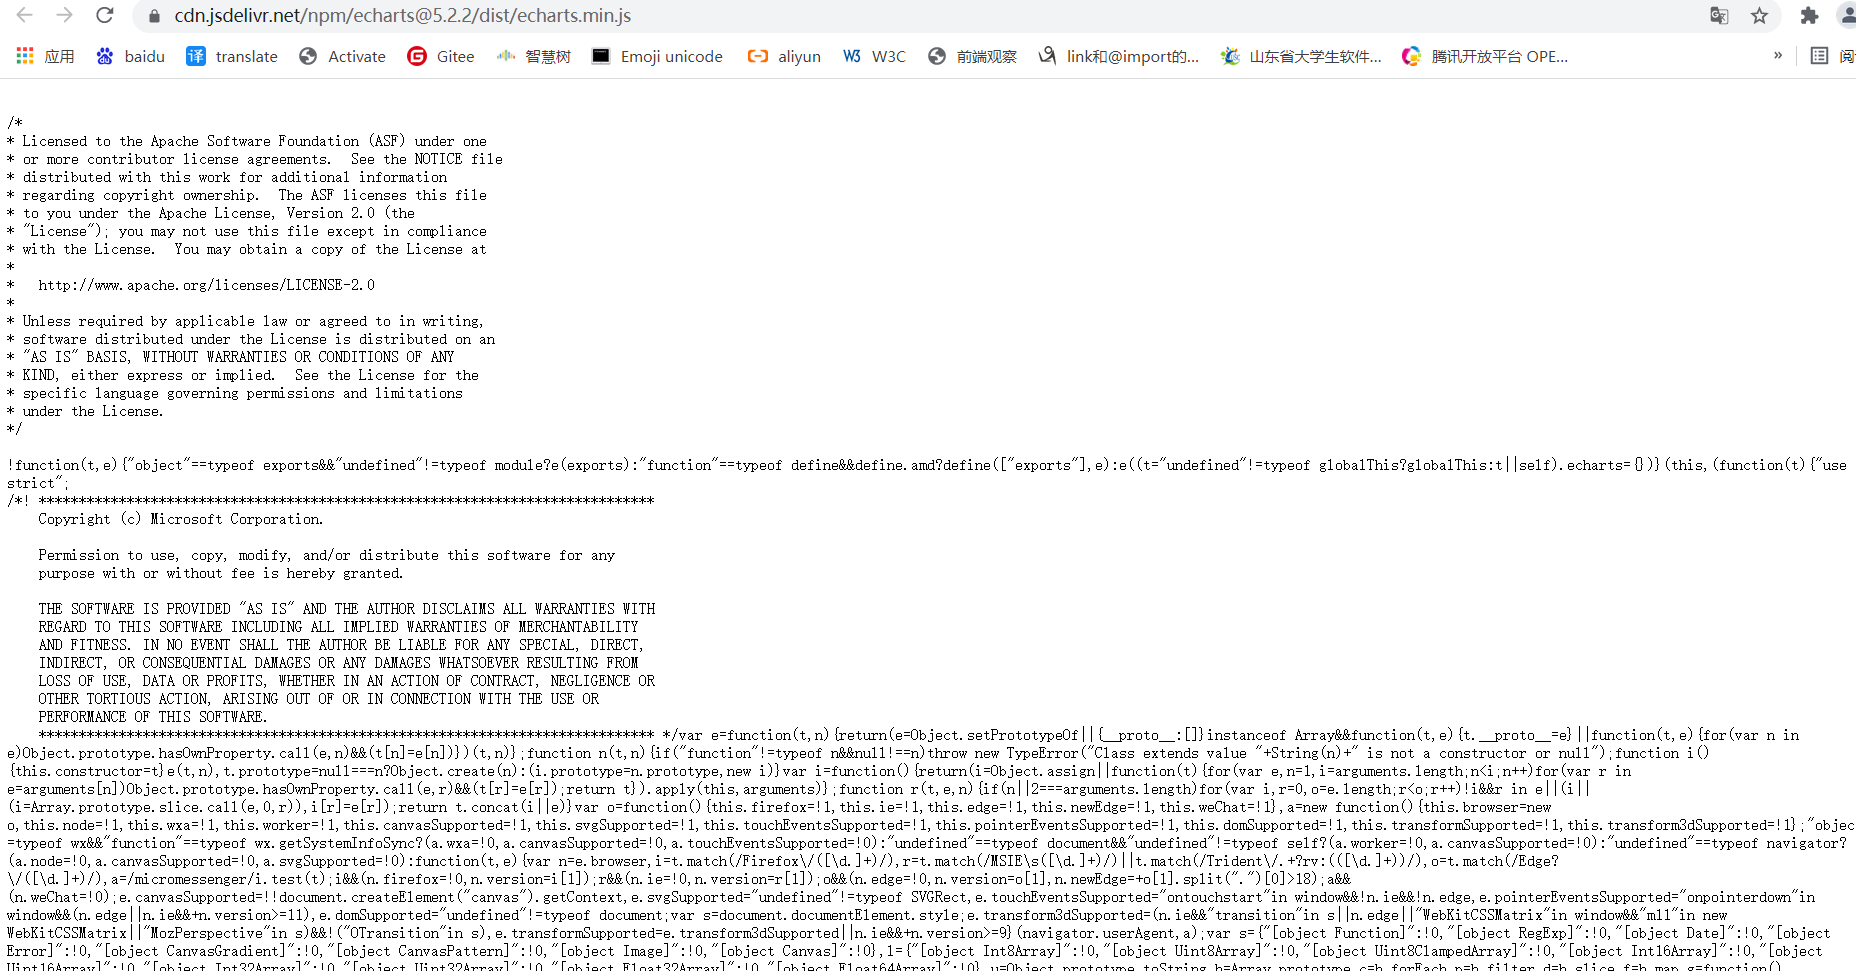 cdn.jsdelivr.net/npm/echarts@5.2.2/dist/echarts.min.js
应用 baidu 译 translate Activate Gitee 智慧树 Emoji unicode aliyun W3 W3C 前端观察 link和@import的... 山东省大学生软件... 腾讯开放平台 OPE... » 阅
/*
* Licensed to the Apache Software Foundation (ASF) under one
* or more contributor license agreements.  See the NOTICE file
* distributed with this work for additional information
* regarding copyright ownership.  The ASF licenses this file
* to you under the Apache License, Version 2.0 (the
* "License"); you may not use this file except in compliance
* with the License.  You may obtain a copy of the License at
*
*   http://www.apache.org/licenses/LICENSE-2.0
*
* Unless required by applicable law or agreed to in writing,
* software distributed under the License is distributed on an
* "AS IS" BASIS, WITHOUT WARRANTIES OR CONDITIONS OF ANY
* KIND, either express or implied.  See the License for the
* specific language governing permissions and limitations
* under the License.
*/
!function(t,e){"object"==typeof exports&&"undefined"!=typeof module?e(exports):"function"==typeof define&&define.amd?define(["exports"],e):e((t="undefined"!=typeof globalThis?globalThis:t||self).echarts={})}(this,(function(t){"use
strict";
/*! *****************************************************************************
    Copyright (c) Microsoft Corporation.
    Permission to use, copy, modify, and/or distribute this software for any
    purpose with or without fee is hereby granted.
    THE SOFTWARE IS PROVIDED "AS IS" AND THE AUTHOR DISCLAIMS ALL WARRANTIES WITH
    REGARD TO THIS SOFTWARE INCLUDING ALL IMPLIED WARRANTIES OF MERCHANTABILITY
    AND FITNESS. IN NO EVENT SHALL THE AUTHOR BE LIABLE FOR ANY SPECIAL, DIRECT,
    INDIRECT, OR CONSEQUENTIAL DAMAGES OR ANY DAMAGES WHATSOEVER RESULTING FROM
    LOSS OF USE, DATA OR PROFITS, WHETHER IN AN ACTION OF CONTRACT, NEGLIGENCE OR
    OTHER TORTIOUS ACTION, ARISING OUT OF OR IN CONNECTION WITH THE USE OR
    PERFORMANCE OF THIS SOFTWARE.
    ***************************************************************************** */var e=function(t,n){return(e=Object.setPrototypeOf||{__proto__:[]}instanceof Array&&function(t,e){t.__proto__=e}||function(t,e){for(var n in
e)Object.prototype.hasOwnProperty.call(e,n)&&(t[n]=e[n])})(t,n)};function n(t,n){if("function"!=typeof n&&null!==n)throw new TypeError("Class extends value "+String(n)+" is not a constructor or null");function i()
{this.constructor=t}e(t,n),t.prototype=null===n?Object.create(n):(i.prototype=n.prototype,new i)}var i=function(){return(i=Object.assign||function(t){for(var e,n=1,i=arguments.length;n<i;n++)for(var r in
e=arguments[n])Object.prototype.hasOwnProperty.call(e,r)&&(t[r]=e[r]);return t}).apply(this,arguments)};function r(t,e,n){if(n||2===arguments.length)for(var i,r=0,o=e.length;r<o;r++)!i&&r in e||(i||
(i=Array.prototype.slice.call(e,0,r)),i[r]=e[r]);return t.concat(i||e)}var o=function(){this.firefox=!1,this.ie=!1,this.edge=!1,this.newEdge=!1,this.weChat=!1},a=new function(){this.browser=new
o,this.node=!1,this.wxa=!1,this.worker=!1,this.canvasSupported=!1,this.svgSupported=!1,this.touchEventsSupported=!1,this.pointerEventsSupported=!1,this.domSupported=!1,this.transformSupported=!1,this.transform3dSupported=!1};"objec
=typeof wx&&"function"==typeof wx.getSystemInfoSync?(a.wxa=!0,a.canvasSupported=!0,a.touchEventsSupported=!0):"undefined"==typeof document&&"undefined"!=typeof self?(a.worker=!0,a.canvasSupported=!0):"undefined"==typeof navigator?
(a.node=!0,a.canvasSupported=!0,a.svgSupported=!0):function(t,e){var n=e.browser,i=t.match(/Firefox\/([\d.]+)/),r=t.match(/MSIE\s([\d.]+)/)||t.match(/Trident\/.+?rv:(([\d.]+))/),o=t.match(/Edge?
\/([\d.]+)/),a=/micromessenger/i.test(t);i&&(n.firefox=!0,n.version=i[1]);r&&(n.ie=!0,n.version=r[1]);o&&(n.edge=!0,n.version=o[1],n.newEdge=+o[1].split(".")[0]>18);a&&
(n.weChat=!0);e.canvasSupported=!!document.createElement("canvas").getContext,e.svgSupported="undefined"!=typeof SVGRect,e.touchEventsSupported="ontouchstart"in window&&!n.ie&&!n.edge,e.pointerEventsSupported="onpointerdown"in
window&&(n.edge||n.ie&&+n.version>=11),e.domSupported="undefined"!=typeof document;var s=document.documentElement.style;e.transform3dSupported=(n.ie&&"transition"in s||n.edge||"WebKitCSSMatrix"in window&&"m11"in new
WebKitCSSMatrix||"MozPerspective"in s)&&!("OTransition"in s),e.transformSupported=e.transform3dSupported||n.ie&&+n.version>=9}(navigator.userAgent,a);var s={"[object Function]":!0,"[object RegExp]":!0,"[object Date]":!0,"[object
Error]":!0,"[object CanvasGradient]":!0,"[object CanvasPattern]":!0,"[object Image]":!0,"[object Canvas]":!0},l={"[object Int8Array]":!0,"[object Uint8Array]":!0,"[object Uint8ClampedArray]":!0,"[object Int16Array]":!0,"[object
Uint16Array]":!0,"[object Int32Array]":!0,"[object Uint32Array]":!0,"[object Float32Array]":!0,"[object Float64Array]":!0},u=Object.prototype.toString,h=Array.prototype,c=h.forEach,p=h.filter,d=h.slice,f=h.map,g=function()